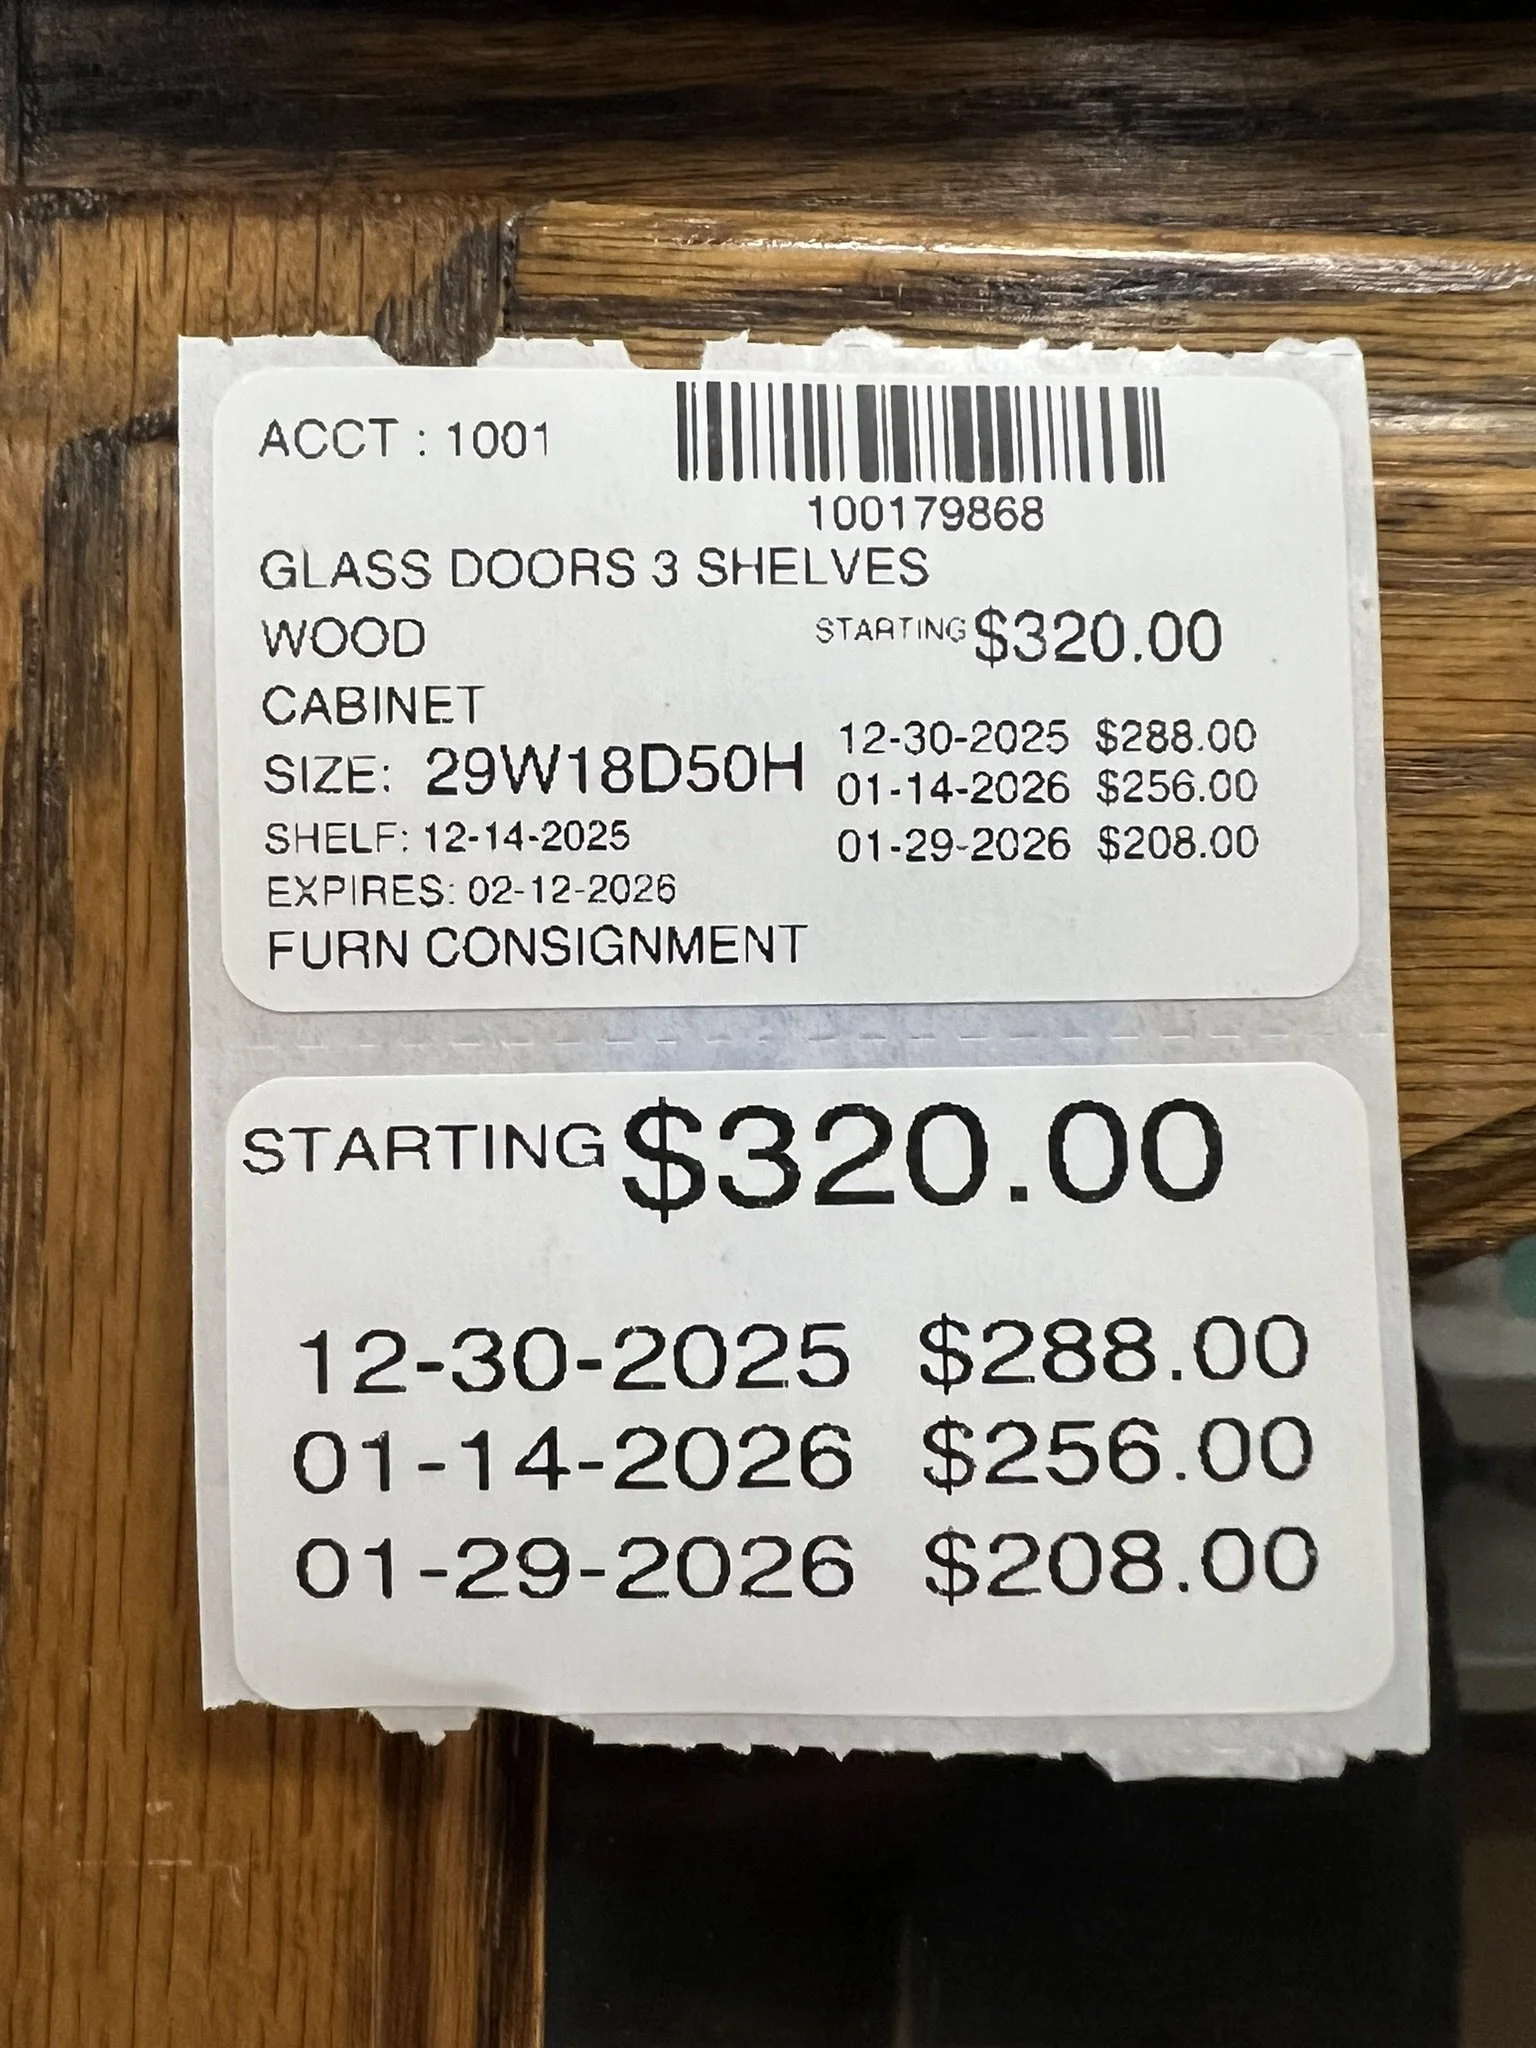 ACCT : 1001
100179868
GLASS DOORS 3 SHELVES
WOOD STARTING $320.00
CABINET
12-30-2025 $288.00
SIZE: 29W18D50H 01-14-2026 $256.00
SHELF: 12-14-2025 01-29-2026 $208.00
EXPIRES: 02-12-2026
FURN CONSIGNMENT
STARTING $320.00
12-30-2025 $288.00
01-14-2026 $256.00
01-29-2026 $208.00